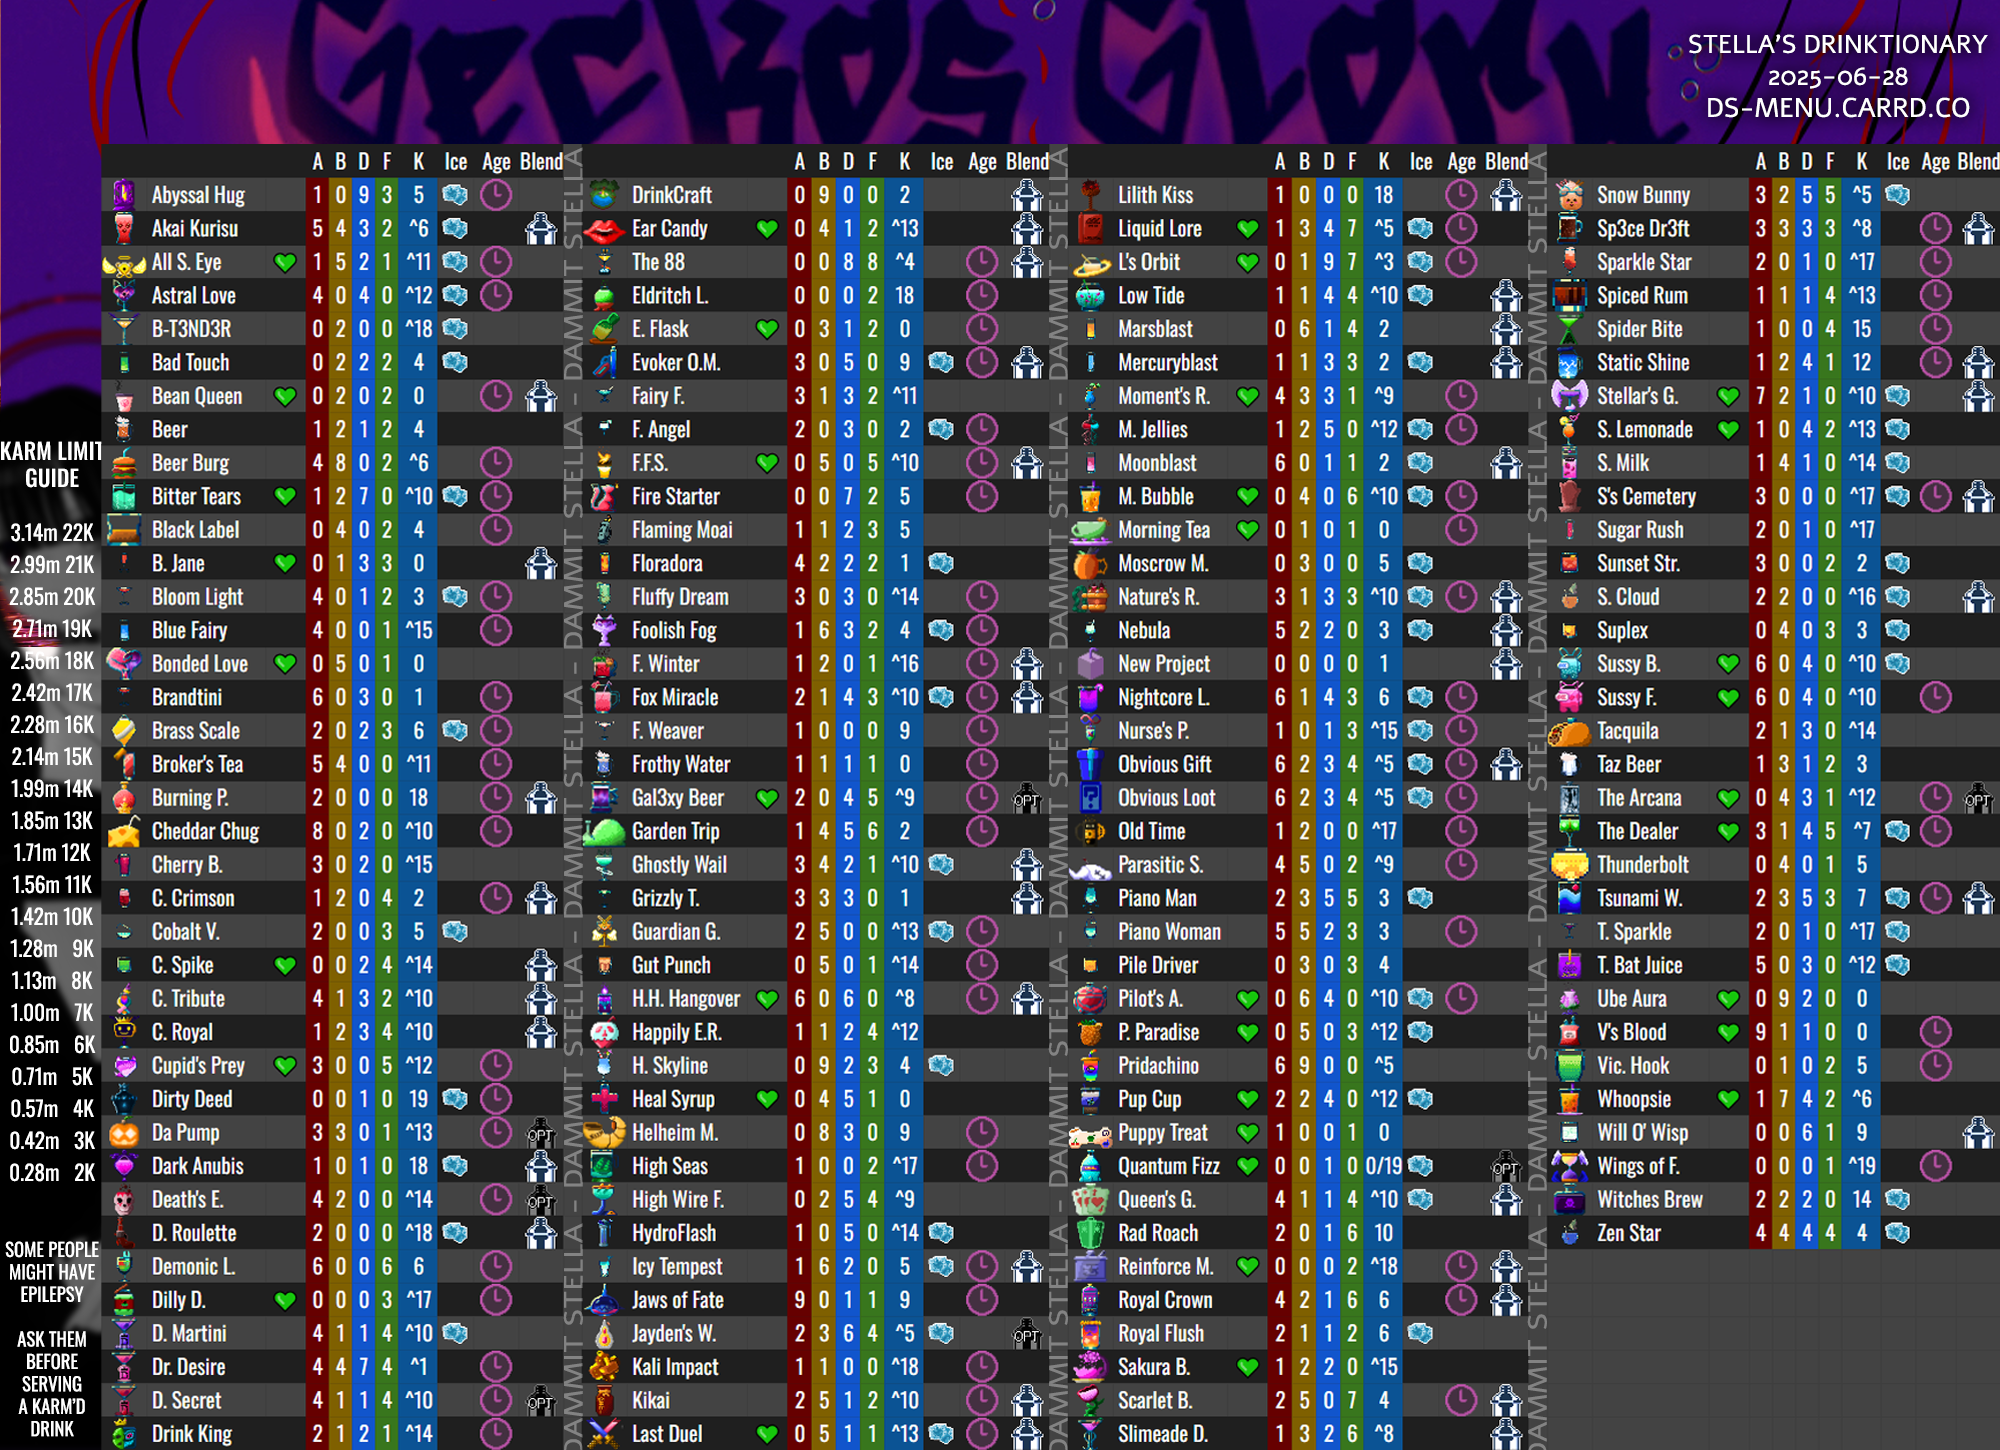 Geckos Glory
STELLA'S DRINKTIONARY
2025-06-28
DS-MENU.CARRD.CO
KARM LIMIT
GUIDE
3.14m 22K
2.99m 21K
2.85m 20K
2.71m 19K
2.56m 18K
2.42m 17K
2.28m 16K
2.14m 15K
1.99m 14K
1.85m 13K
1.71m 12K
1.56m 11K
1.42m 10K
1.28m 9K
1.13m 8K
1.00m 7K
0.85m 6K
0.71m 5K
0.57m 4K
0.42m 3K
0.28m 2K
SOME PEOPLE
MIGHT HAVE
EPILEPSY
ASK THEM
BEFORE
SERVING
A KARM'D
DRINK
A B D F K Ice Age Blend
Abyssal Hug 1 0 9 3 5
Akai Kurisu 5 4 3 2 ^6
All S. Eye 1 5 2 1 ^11
Astral Love 4 0 4 0 ^12
B-T3ND3R 0 2 0 0 ^18
Bad Touch 0 2 2 2 4
Bean Queen 0 2 0 2 0
Beer 1 2 1 2 4
Beer Burg 4 8 0 2 ^6
Bitter Tears 1 2 7 0 ^10
Black Label 0 4 0 2 4
B. Jane 0 1 3 3 0
Bloom Light 4 0 1 2 3
Blue Fairy 4 0 0 1 ^15
Bonded Love 0 5 0 1 0
Brandtini 6 0 3 0 1
Brass Scale 2 0 2 3 6
Broker's Tea 5 4 0 0 ^11
Burning P. 2 0 0 0 18
Cheddar Chug 8 0 2 0 ^10
Cherry B. 3 0 2 0 ^15
C. Crimson 1 2 0 4 2
Cobalt V. 2 0 0 3 5
C. Spike 0 0 2 4 ^14
C. Tribute 4 1 3 2 ^10
C. Royal 1 2 3 4 ^10
Cupid's Prey 3 0 0 5 ^12
Dirty Deed 0 0 1 0 19
Da Pump 3 3 0 1 ^13 OPT
Dark Anubis 1 0 1 0 18
Death's E. 4 2 0 0 ^14 OPT
D. Roulette 2 0 0 0 ^18
Demonic L. 6 0 0 6 6
Dilly D. 0 0 0 3 ^17
D. Martini 4 1 1 4 ^10
Dr. Desire 4 4 7 4 ^1
D. Secret 4 1 1 4 ^10 OPT
Drink King 2 1 2 1 ^14
DAMMIT STELLA - DAMMIT STELLA - DAMMIT STELLA - DAMMIT STELLA
A B D F K Ice Age Blend
DrinkCraft 0 9 0 0 2
Ear Candy 0 4 1 2 ^13
The 88 0 0 8 8 ^4
Eldritch L. 0 0 0 2 18
E. Flask 0 3 1 2 0
Evoker O.M. 3 0 5 0 9
Fairy F. 3 1 3 2 ^11
F. Angel 2 0 3 0 2
F.F.S. 0 5 0 5 ^10
Fire Starter 0 0 7 2 5
Flaming Moai 1 1 2 3 5
Floradora 4 2 2 2 1
Fluffy Dream 3 0 3 0 ^14
Foolish Fog 1 6 3 2 4
F. Winter 1 2 0 1 ^16
Fox Miracle 2 1 4 3 ^10
F. Weaver 1 0 0 0 9
Frothy Water 1 1 1 1 0
Gal3xy Beer 2 0 4 5 ^9 OPT
Garden Trip 1 4 5 6 2
Ghostly Wail 3 4 2 1 ^10
Grizzly T. 3 3 3 0 1
Guardian G. 2 5 0 0 ^13
Gut Punch 0 5 0 1 ^14
H.H. Hangover 6 0 6 0 ^8
Happily E.R. 1 1 2 4 ^12
H. Skyline 0 9 2 3 4
Heal Syrup 0 4 5 1 0
Helheim M. 0 8 3 0 9
High Seas 1 0 0 2 ^17
High Wire F. 0 2 5 4 ^9
HydroFlash 1 0 5 0 ^14
Icy Tempest 1 6 2 0 5
Jaws of Fate 9 0 1 1 9
Jayden's W. 2 3 6 4 ^5 OPT
Kali Impact 1 1 0 0 ^18
Kikai 2 5 1 2 ^10
Last Duel 0 5 1 1 ^13
DAMMIT STELLA - DAMMIT STELLA - DAMMIT STELLA - DAMMIT STELLA
A B D F K Ice Age Blend
Lilith Kiss 1 0 0 0 18
Liquid Lore 1 3 4 7 ^5
L's Orbit 0 1 9 7 ^3
Low Tide 1 1 4 4 ^10
Marsblast 0 6 1 4 2
Mercuryblast 1 1 3 3 2
Moment's R. 4 3 3 1 ^9
M. Jellies 1 2 5 0 ^12
Moonblast 6 0 1 1 2
M. Bubble 0 4 0 6 ^10
Morning Tea 0 1 0 1 0
Moscrow M. 0 3 0 0 5
Nature's R. 3 1 3 3 ^10
Nebula 5 2 2 0 3
New Project 0 0 0 0 1
Nightcore L. 6 1 4 3 6
Nurse's P. 1 0 1 3 ^15
Obvious Gift 6 2 3 4 ^5
Obvious Loot 6 2 3 4 ^5
Old Time 1 2 0 0 ^17
Parasitic S. 4 5 0 2 ^9
Piano Man 2 3 5 5 3
Piano Woman 5 5 2 3 3
Pile Driver 0 3 0 3 4
Pilot's A. 0 6 4 0 ^10
P. Paradise 0 5 0 3 ^12
Pridachino 6 9 0 0 ^5
Pup Cup 2 2 4 0 ^12
Puppy Treat 1 0 0 1 0
Quantum Fizz 0 0 1 0 0/19 OPT
Queen's G. 4 1 1 4 ^10
Rad Roach 2 0 1 6 10
Reinforce M. 0 0 0 2 ^18
Royal Crown 4 2 1 6 6
Royal Flush 2 1 1 2 6
Sakura B. 1 2 2 0 ^15
Scarlet B. 2 5 0 7 4
Slimeade D. 1 3 2 6 ^8
DAMMIT STELLA - DAMMIT STELLA - DAMMIT STELLA - DAMMIT STELLA
A B D F K Ice Age Blend
Snow Bunny 3 2 5 5 ^5
Sp3ce Dr3ft 3 3 3 3 ^8
Sparkle Star 2 0 1 0 ^17
Spiced Rum 1 1 1 4 ^13
Spider Bite 1 0 0 4 15
Static Shine 1 2 4 1 12
Stellar's G. 7 2 1 0 ^10
S. Lemonade 1 0 4 2 ^13
S. Milk 1 4 1 0 ^14
S's Cemetery 3 0 0 0 ^17
Sugar Rush 2 0 1 0 ^17
Sunset Str. 3 0 0 2 2
S. Cloud 2 2 0 0 ^16
Suplex 0 4 0 3 3
Sussy B. 6 0 4 0 ^10
Sussy F. 6 0 4 0 ^10
Tacquila 2 1 3 0 ^14
Taz Beer 1 3 1 2 3
The Arcana 0 4 3 1 ^12 OPT
The Dealer 3 1 4 5 ^7
Thunderbolt 0 4 0 1 5
Tsunami W. 2 3 5 3 7
T. Sparkle 2 0 1 0 ^17
T. Bat Juice 5 0 3 0 ^12
Ube Aura 0 9 2 0 0
V's Blood 9 1 1 0 0
Vic. Hook 0 1 0 2 5
Whoopsie 1 7 4 2 ^6
Will O' Wisp 0 0 6 1 9
Wings of F. 0 0 0 1 ^19
Witches Brew 2 2 2 0 14
Zen Star 4 4 4 4 4